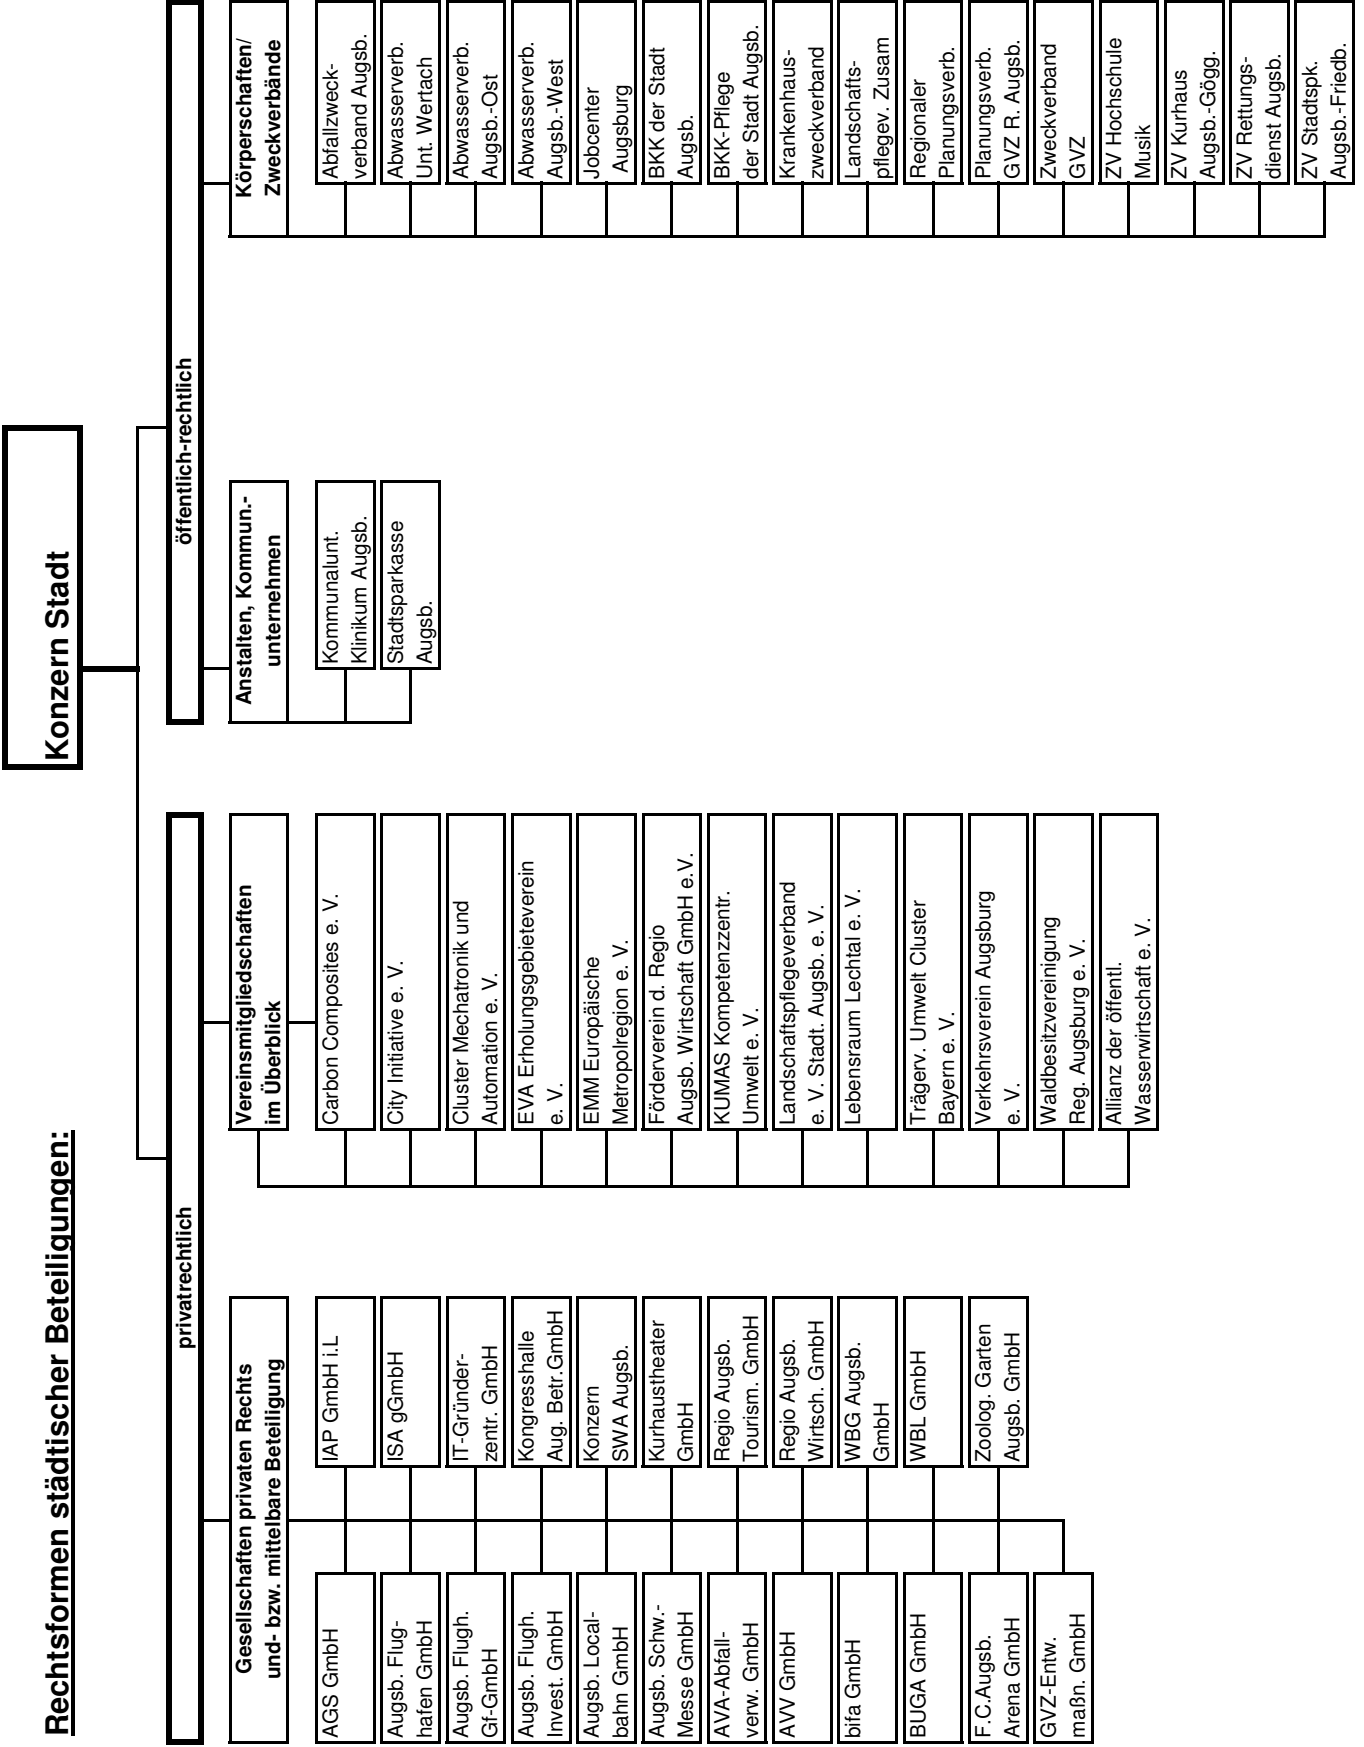 Rechtsformen städtischer Beteiligungen:
Konzern Stadt
privatrechtlich
öffentlich-rechtlich
Gesellschaften privaten Rechts
und- bzw. mittelbare Beteiligung
AGS GmbH
Augsb. Flug-
hafen GmbH
Augsb. Flugh.
Gf-GmbH
Augsb. Flugh.
Invest. GmbH
Augsb. Local-
bahn GmbH
Augsb. Schw.-
Messe GmbH
AVA-Abfall-
verw. GmbH
AVV GmbH
bifa GmbH
BUGA GmbH
F.C.Augsb.
Arena GmbH
GVZ-Entw.
maßn. GmbH
IAP GmbH i.L
ISA gGmbH
IT-Gründer-
zentr. GmbH
Kongresshalle
Aug. Betr.GmbH
Konzern
SWA Augsb.
Kurhaustheater
GmbH
Regio Augsb.
Tourism. GmbH
Regio Augsb.
Wirtsch. GmbH
WBG Augsb.
GmbH
WBL GmbH
Zoolog. Garten
Augsb. GmbH
Vereinsmitgliedschaften
im Überblick
Carbon Composites e. V.
City Initiative e. V.
Cluster Mechatronik und
Automation e. V.
EVA Erholungsgebieteverein
e. V.
EMM Europäische
Metropolregion e. V.
Förderverein d. Regio
Augsb. Wirtschaft GmbH e.V.
KUMAS Kompetenzzentr.
Umwelt e. V.
Landschaftspflegeverband
e. V. Stadt. Augsb. e. V.
Lebensraum Lechtal e. V.
Trägerv. Umwelt Cluster
Bayern e. V.
Verkehrsverein Augsburg
e. V.
Waldbesitzvereinigung
Reg. Augsburg e. V.
Allianz der öffentl.
Wasserwirtschaft e. V.
Anstalten, Kommun.-
unternehmen
Kommunalunt.
Klinikum Augsb.
Stadtsparkasse
Augsb.
Körperschaften/
Zweckverbände
Abfallzweck-
verband Augsb.
Abwasserverb.
Unt. Wertach
Abwasserverb.
Augsb.-Ost
Abwasserverb.
Augsb.-West
Jobcenter
Augsburg
BKK der Stadt
Augsb.
BKK-Pflege
der Stadt Augsb.
Krankenhaus-
zweckverband
Landschafts-
pflegev. Zusam
Regionaler
Planungsverb.
Planungsverb.
GVZ R. Augsb.
Zweckverband
GVZ
ZV Hochschule
Musik
ZV Kurhaus
Augsb.-Gögg.
ZV Rettungs-
dienst Augsb.
ZV Stadtspk.
Augsb.-Friedb.